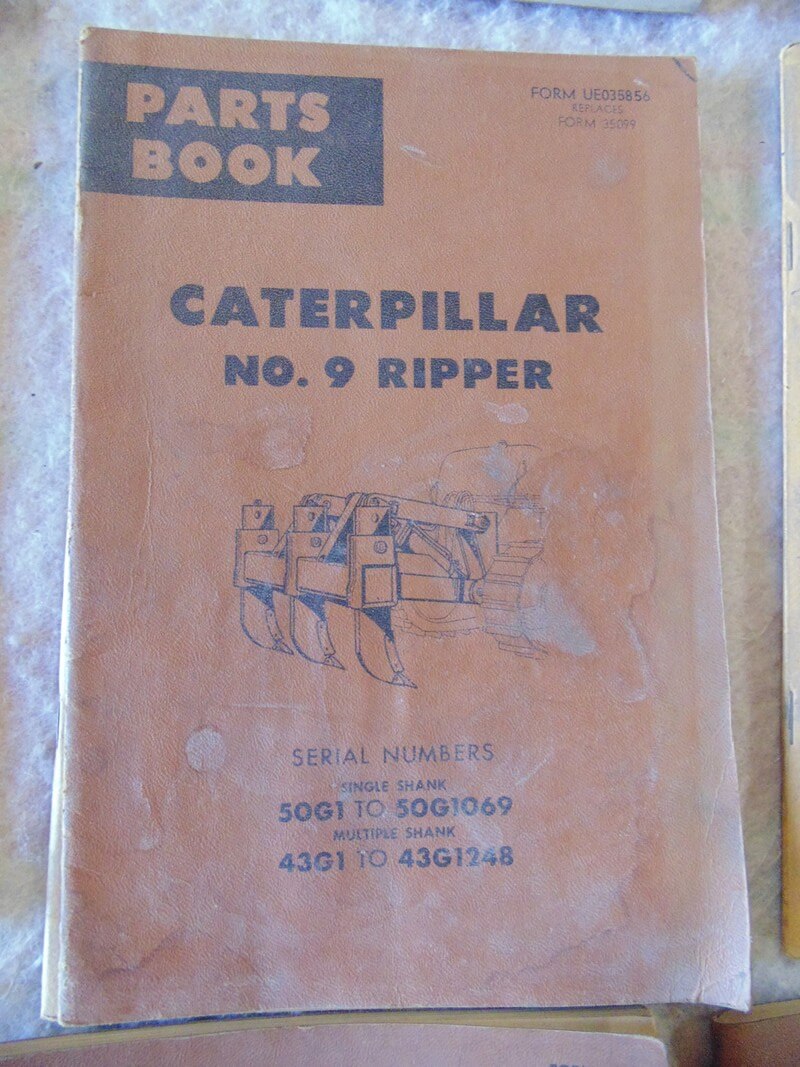 PARTS
BOOK
FORM UE035856
REPLACES
FORM 35099
CATERPILLAR
NO. 9 RIPPER
SERIAL NUMBERS
SINGLE SHANK
50G1 TO 50G1069
MULTIPLE SHANK
43G1 TO 43G1248